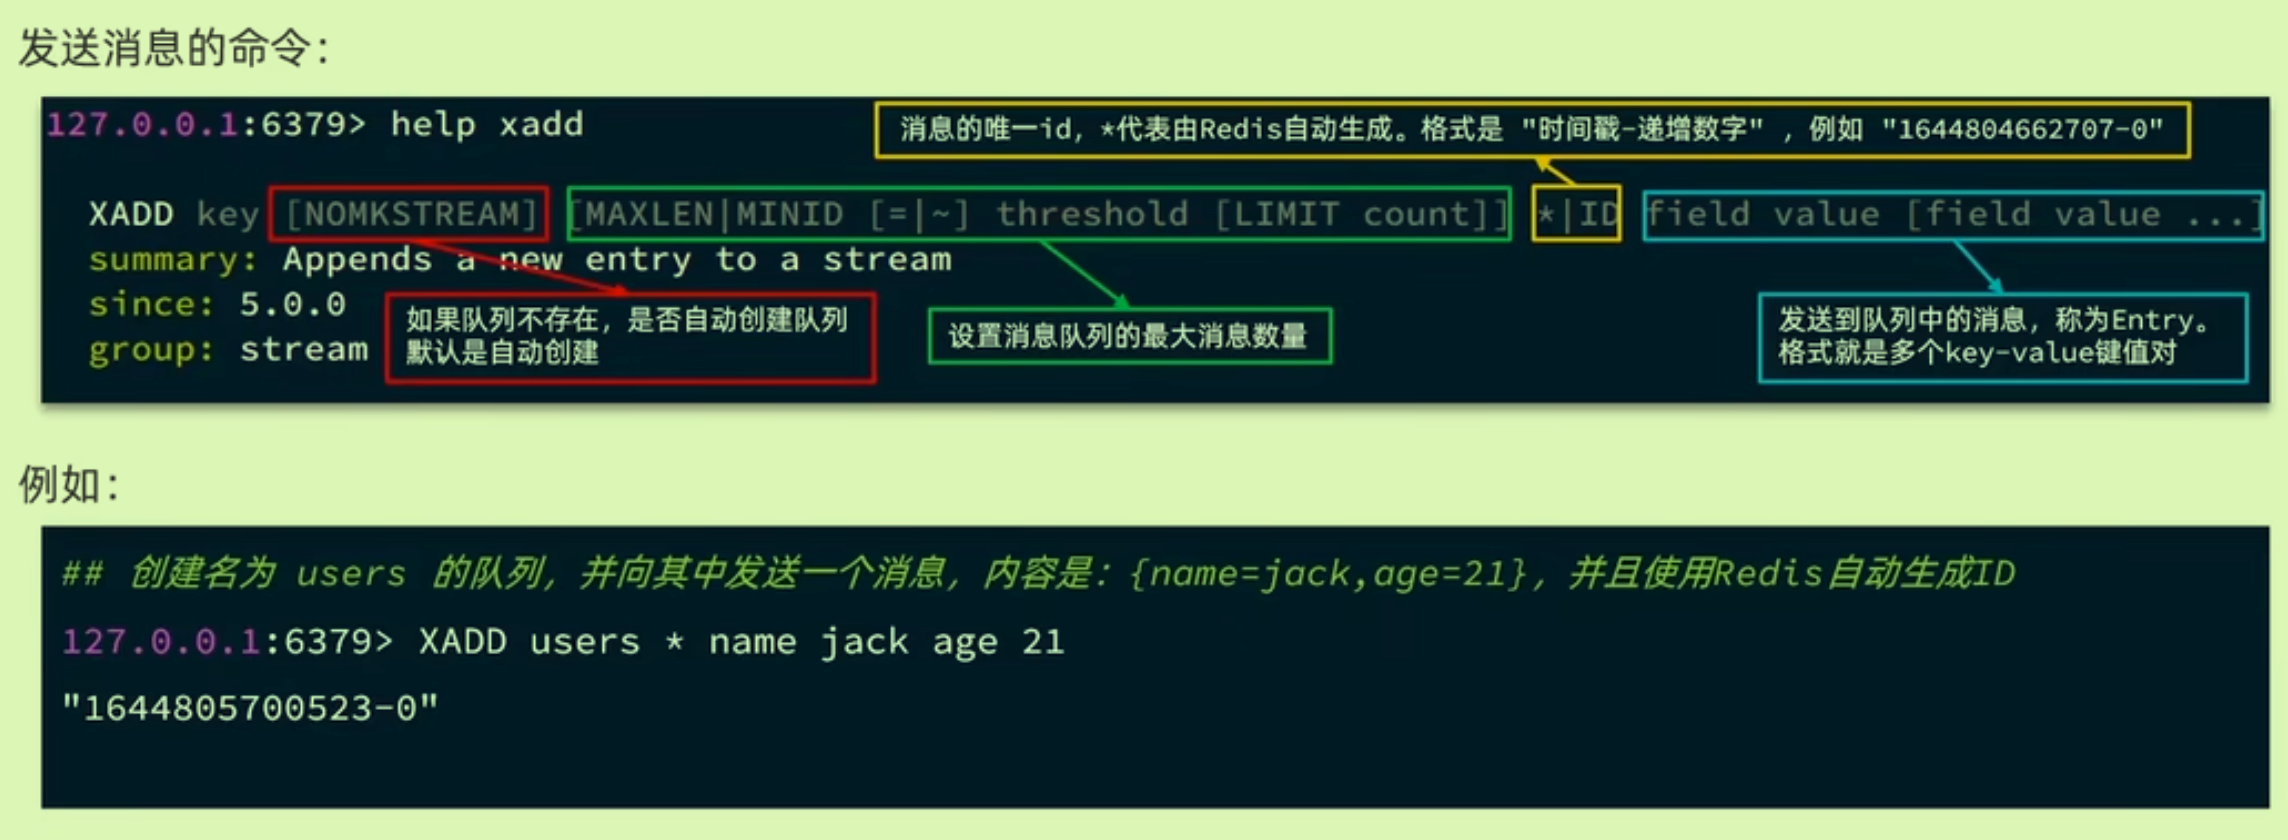 发送消息的命令：
127.0.0.1:6379> help xadd
消息的唯一id，*代表由Redis自动生成。格式是 "时间戳-递增数字" ，例如 "1644804662707-0"
XADD key [NOMKSTREAM] [MAXLEN|MINID [=|~] threshold [LIMIT count]] *|ID field value [field value ...]
summary: Appends a new entry to a stream
since: 5.0.0
group: stream
如果队列不存在，是否自动创建队列
默认是自动创建
设置消息队列的最大消息数量
发送到队列中的消息，称为Entry。
格式就是多个key-value键值对
例如：
## 创建名为 users 的队列，并向其中发送一个消息，内容是：{name=jack,age=21}，并且使用Redis自动生成ID
127.0.0.1:6379> XADD users * name jack age 21
"1644805700523-0"